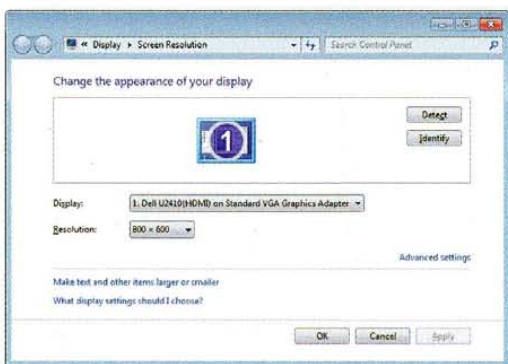 « Display ▸ Screen Resolution
Search Control Panel
Change the appearance of your display
1
Detect
Identify
Display: 1. Dell U2410(HDMI) on Standard VGA Graphics Adapter
Resolution: 800 × 600
Advanced settings
Make text and other items larger or smaller
What display settings should I choose?
OK Cancel Apply